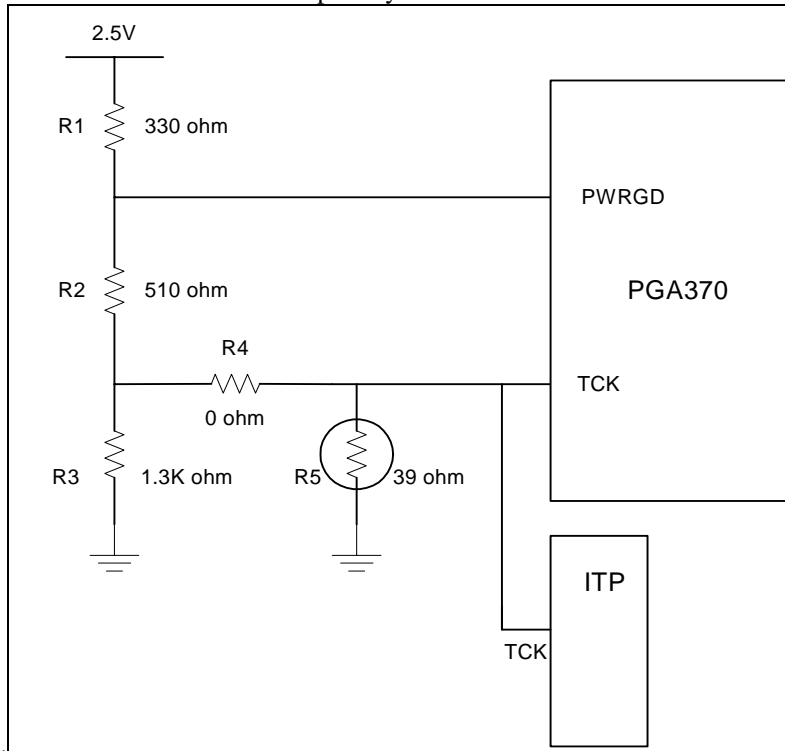 2.5V
R1 330 ohm
PWRGD
R2 510 ohm
PGA370
R4
TCK
0 ohm
R3 1.3K ohm
R5 39 ohm
ITP
TCK